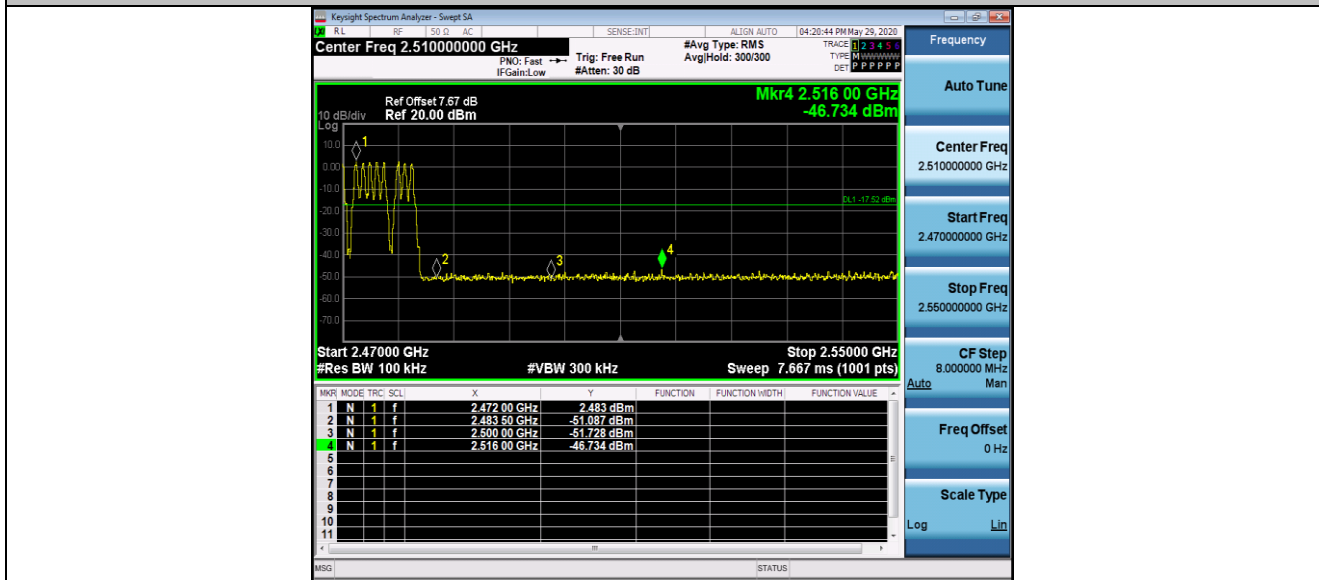 Keysight Spectrum Analyzer - Swept SA
RL RF 50 Ω AC SENSE:INT ALIGN AUTO 04:20:44 PM May 29, 2020
Center Freq 2.510000000 GHz
PNO: Fast
IFGain:Low
Trig: Free Run
#Atten: 30 dB
#Avg Type: RMS
Avg|Hold: 300/300
TRACE 1 2 3 4 5 6
TYPE M WWWWW
DET P P P P P P
Mkr4 2.516 00 GHz
-46.734 dBm
Ref Offset 7.67 dB
10 dB/div Ref 20.00 dBm
Log
10.0
0.00
-10.0
-20.0
-30.0
-40.0
-50.0
-60.0
-70.0
1
2
3
4
DL1 -17.52 dBm
Start 2.47000 GHz Stop 2.55000 GHz
#Res BW 100 kHz #VBW 300 kHz Sweep 7.667 ms (1001 pts)
MKR MODE TRC SCL X Y FUNCTION FUNCTION WIDTH FUNCTION VALUE
1 N 1 f 2.472 00 GHz 2.483 dBm
2 N 1 f 2.483 50 GHz -51.087 dBm
3 N 1 f 2.500 00 GHz -51.728 dBm
4 N 1 f 2.516 00 GHz -46.734 dBm
5
6
7
8
9
10
11
MSG STATUS
Frequency
Auto Tune
Center Freq
2.510000000 GHz
Start Freq
2.470000000 GHz
Stop Freq
2.550000000 GHz
CF Step
8.000000 MHz
Auto Man
Freq Offset
0 Hz
Scale Type
Log Lin